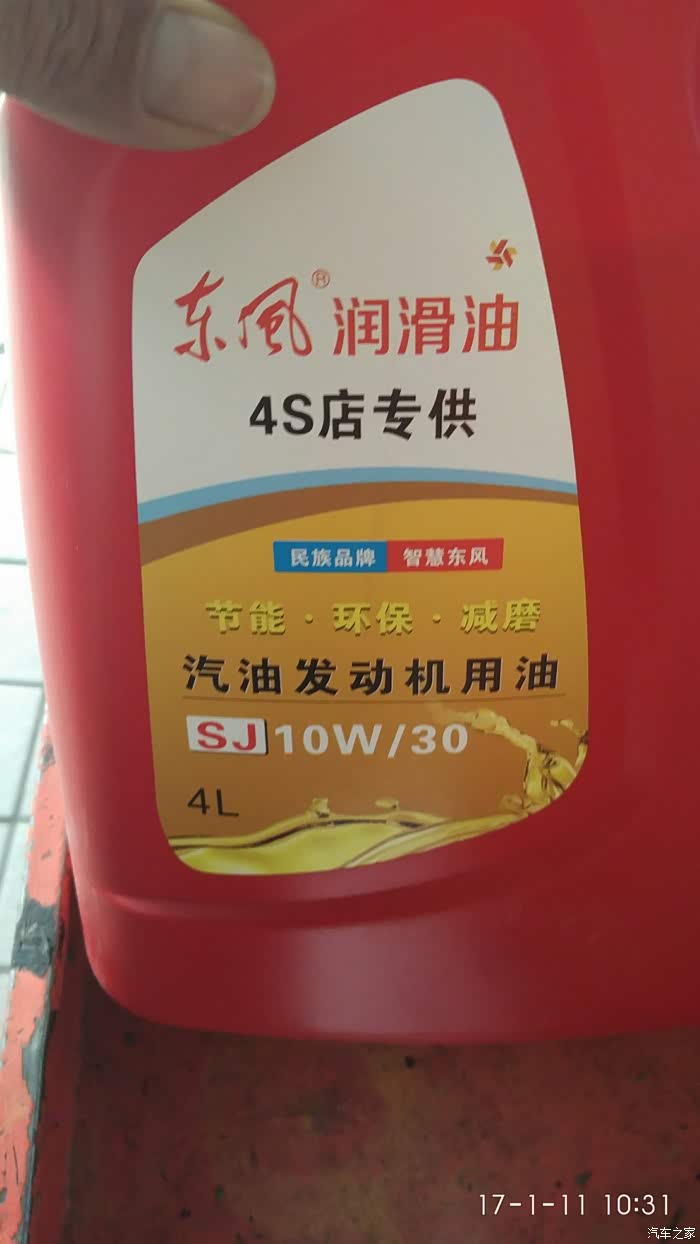 东风®润滑油
4S店专供
民族品牌 智慧东风
节能·环保·减磨
汽油发动机用油
SJ 10W/30
4L
17-1-11 10:31
汽车之家